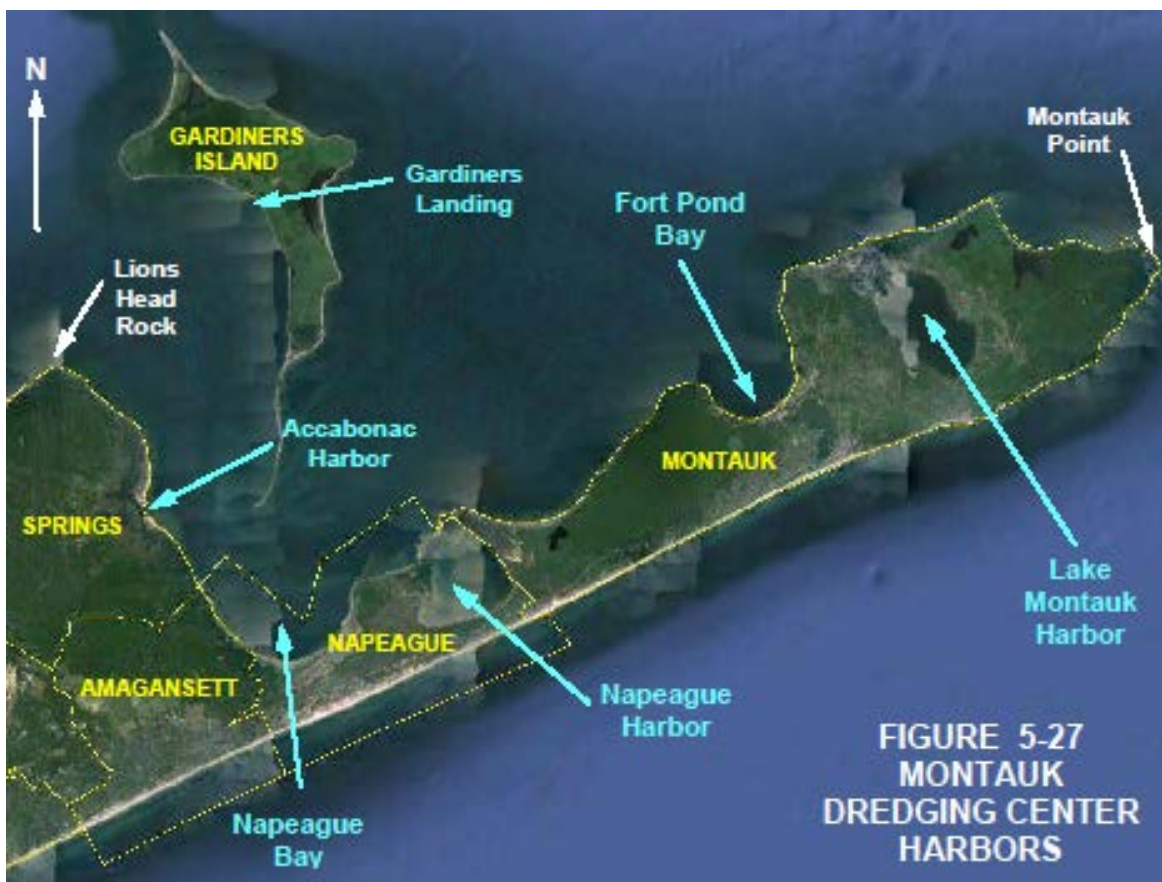 N
GARDINERS
ISLAND
Gardiners
Landing
Montauk
Point
Fort Pond
Bay
Lions
Head
Rock
Accabonac
Harbor
MONTAUK
SPRINGS
Lake
Montauk
Harbor
NAPEAGUE
AMAGANSETT
Napeague
Harbor
Napeague
Bay
FIGURE 5-27
MONTAUK
DREDGING CENTER
HARBORS